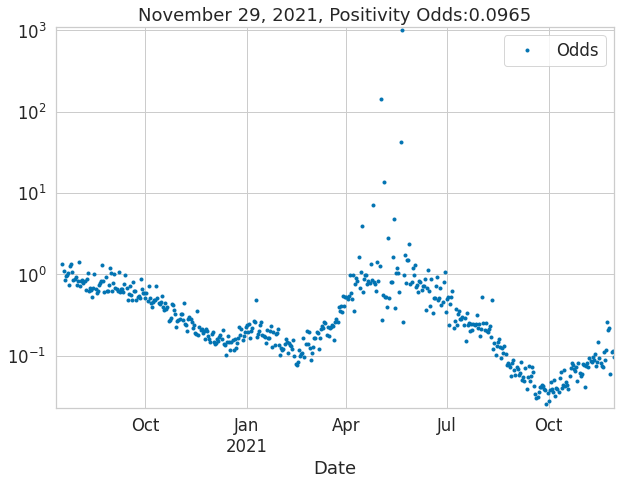 November 29, 2021, Positivity Odds:0.0965
10³
Odds
10²
10¹
10⁰
10⁻¹
Oct Jan Apr Jul Oct
2021
Date